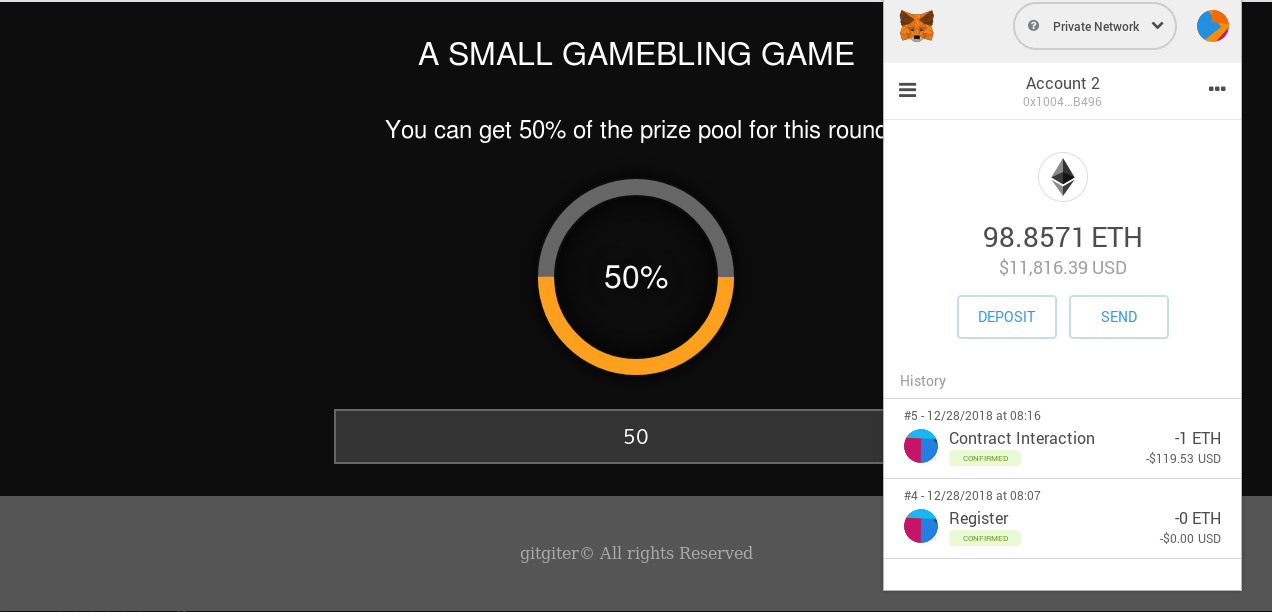 A SMALL GAMEBLING GAME
You can get 50% of the prize pool for this round
50%
50
gitgiter© All rights Reserved
Private Network
Account 2
0x1004...B496
98.8571 ETH
$11,816.39 USD
DEPOSIT
SEND
History
#5 - 12/28/2018 at 08:16
Contract Interaction
-1 ETH
CONFIRMED
-$119.53 USD
#4 - 12/28/2018 at 08:07
Register
-0 ETH
CONFIRMED
-$0.00 USD